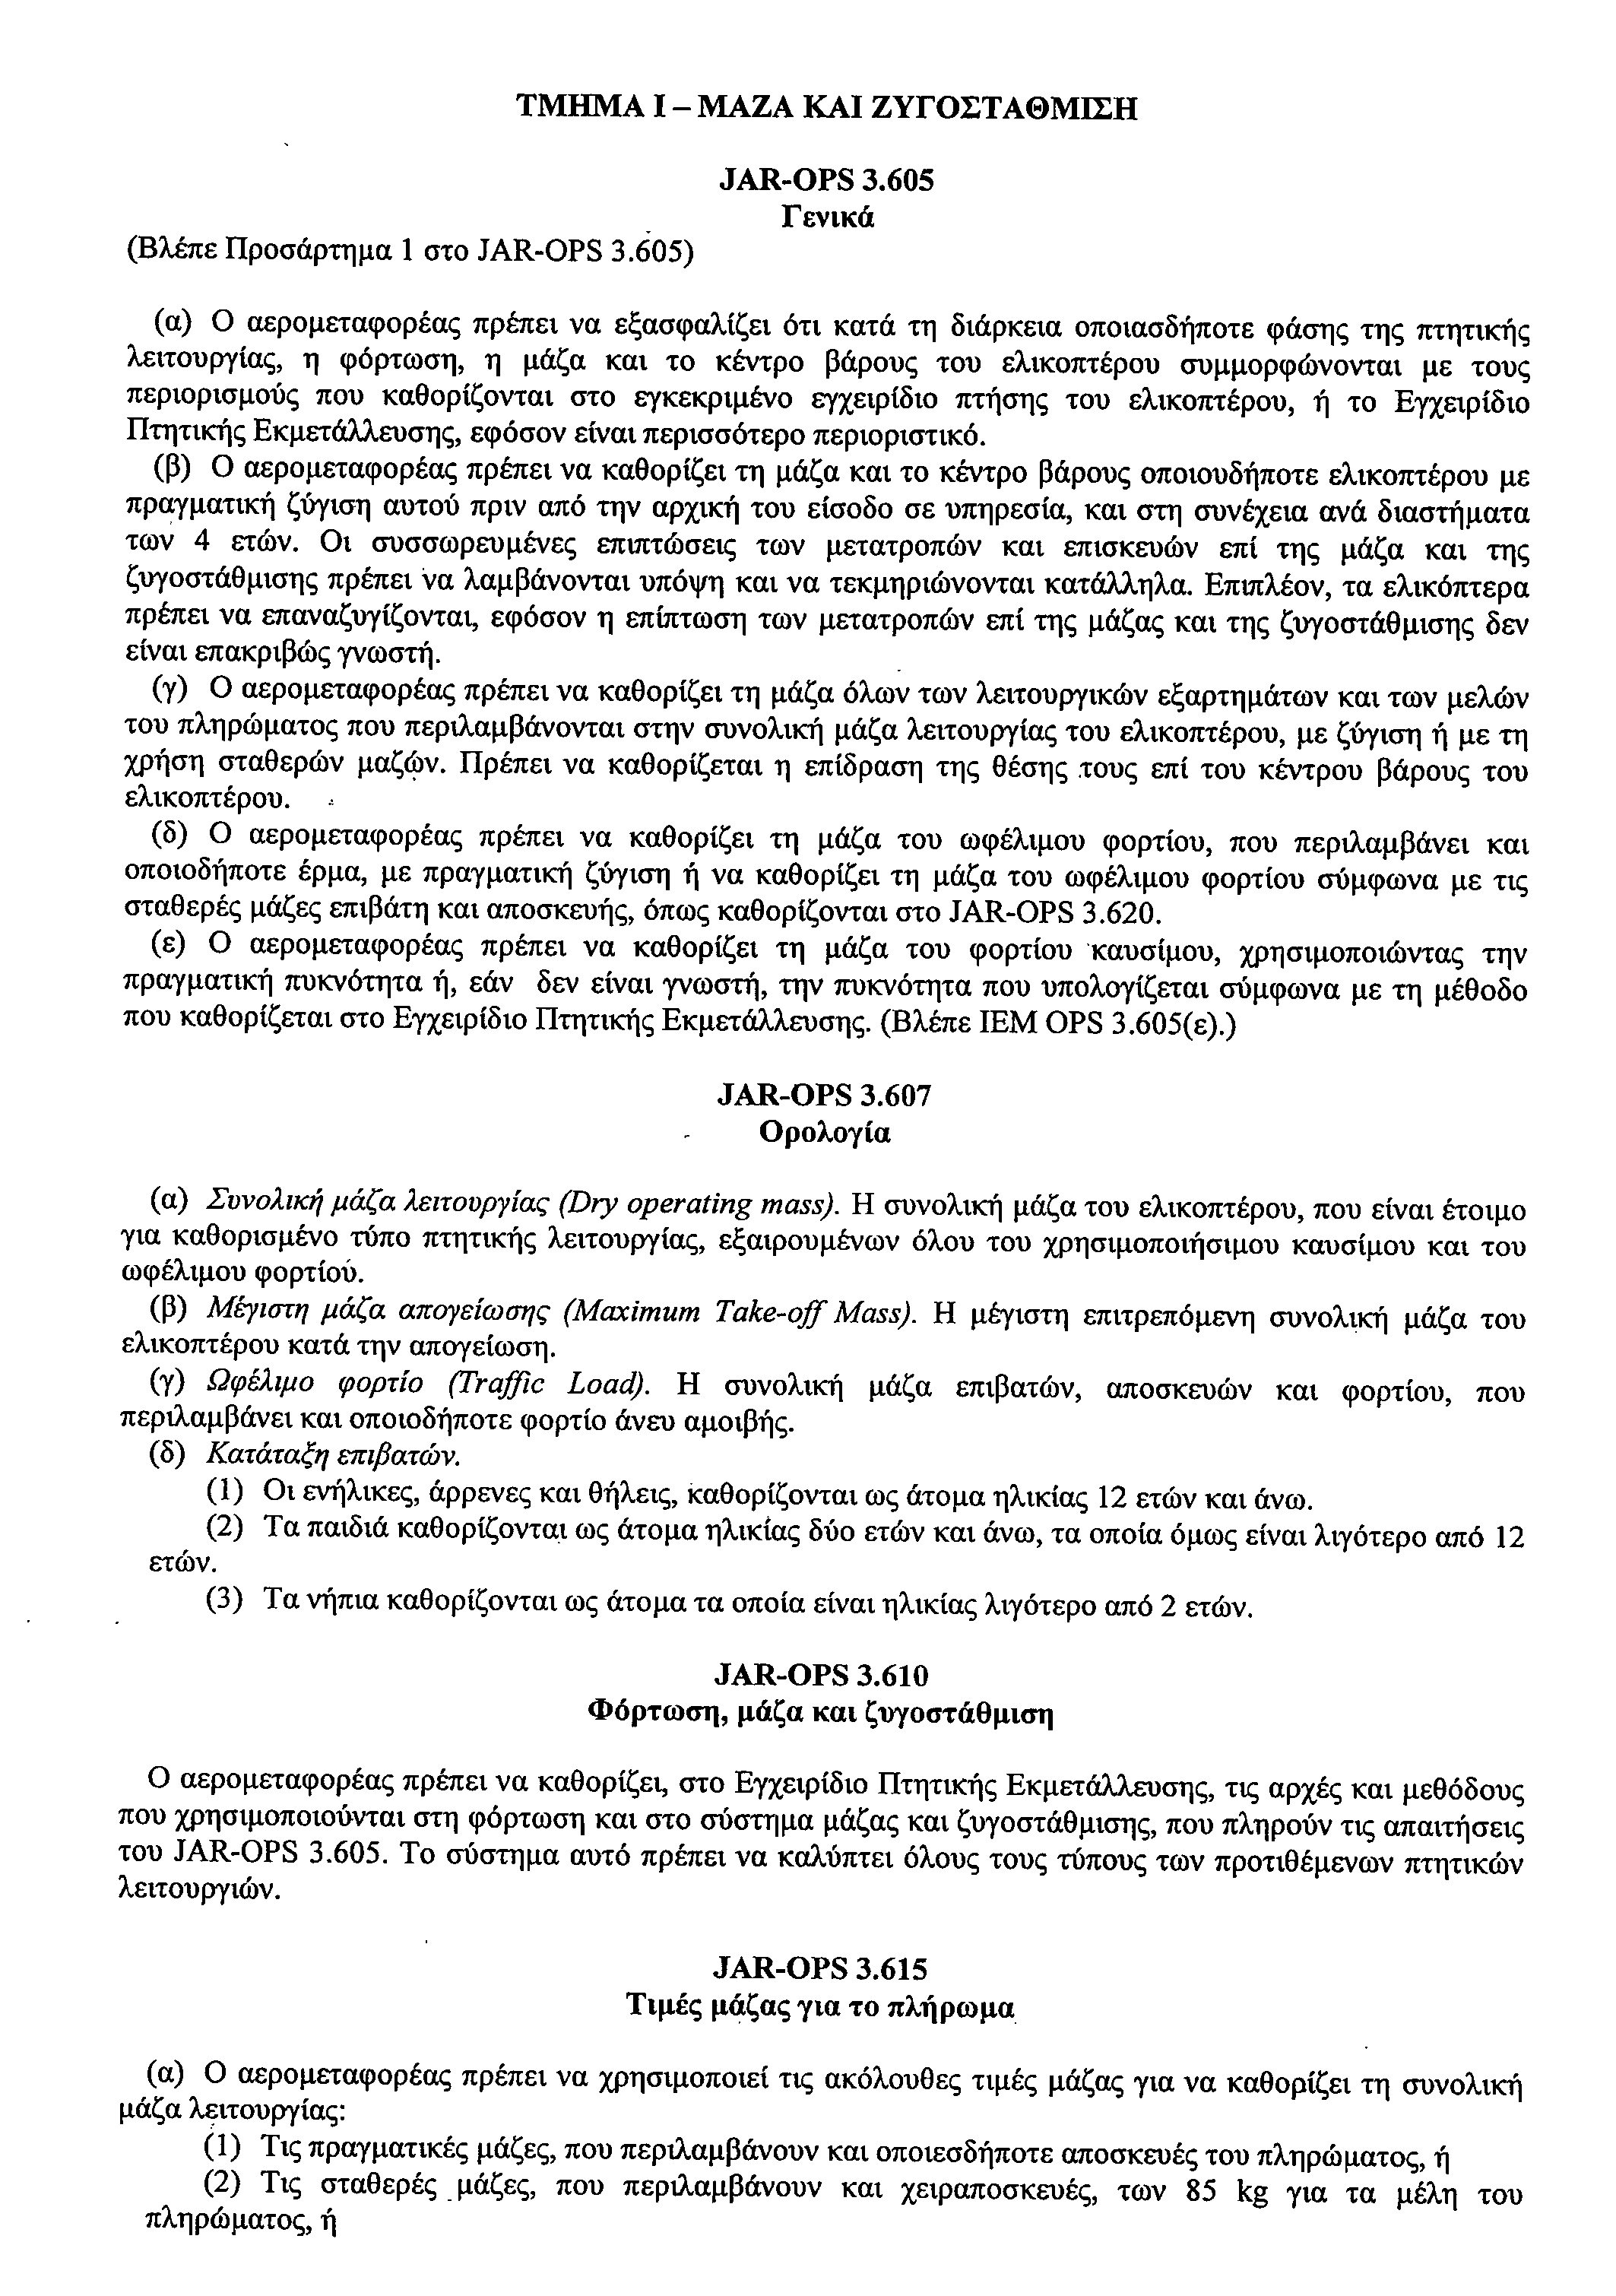 ΤΜΗΜΑ Ι – ΜΑΖΑ ΚΑΙ ΖΥΓΟΣΤΑΘΜΙΣΗ
JAR-OPS 3.605
Γενικά
(Βλέπε Προσάρτημα 1 στο JAR-OPS 3.605)
(α) Ο αερομεταφορέας πρέπει να εξασφαλίζει ότι κατά τη διάρκεια οποιασδήποτε φάσης της πτητικής
λειτουργίας, η φόρτωση, η μάζα και το κέντρο βάρους του ελικοπτέρου συμμορφώνονται με τους
περιορισμούς που καθορίζονται στο εγκεκριμένο εγχειρίδιο πτήσης του ελικοπτέρου, ή το Εγχειρίδιο
Πτητικής Εκμετάλλευσης, εφόσον είναι περισσότερο περιοριστικό.
(β) Ο αερομεταφορέας πρέπει να καθορίζει τη μάζα και το κέντρο βάρους οποιουδήποτε ελικοπτέρου με
πραγματική ζύγιση αυτού πριν από την αρχική του είσοδο σε υπηρεσία, και στη συνέχεια ανά διαστήματα
των 4 ετών. Οι συσσωρευμένες επιπτώσεις των μετατροπών και επισκευών επί της μάζα και της
ζυγοστάθμισης πρέπει να λαμβάνονται υπόψη και να τεκμηριώνονται κατάλληλα. Επιπλέον, τα ελικόπτερα
πρέπει να επαναζυγίζονται, εφόσον η επίπτωση των μετατροπών επί της μάζας και της ζυγοστάθμισης δεν
είναι επακριβώς γνωστή.
(γ) Ο αερομεταφορέας πρέπει να καθορίζει τη μάζα όλων των λειτουργικών εξαρτημάτων και των μελών
του πληρώματος που περιλαμβάνονται στην συνολική μάζα λειτουργίας του ελικοπτέρου, με ζύγιση ή με τη
χρήση σταθερών μαζών. Πρέπει να καθορίζεται η επίδραση της θέσης τους επί του κέντρου βάρους του
ελικοπτέρου.
(δ) Ο αερομεταφορέας πρέπει να καθορίζει τη μάζα του ωφέλιμου φορτίου, που περιλαμβάνει και
οποιοδήποτε έρμα, με πραγματική ζύγιση ή να καθορίζει τη μάζα του ωφέλιμου φορτίου σύμφωνα με τις
σταθερές μάζες επιβάτη και αποσκευής, όπως καθορίζονται στο JAR-OPS 3.620.
(ε) Ο αερομεταφορέας πρέπει να καθορίζει τη μάζα του φορτίου καυσίμου, χρησιμοποιώντας την
πραγματική πυκνότητα ή, εάν δεν είναι γνωστή, την πυκνότητα που υπολογίζεται σύμφωνα με τη μέθοδο
που καθορίζεται στο Εγχειρίδιο Πτητικής Εκμετάλλευσης. (Βλέπε IEM OPS 3.605(ε).)
JAR-OPS 3.607
Ορολογία
(α) Συνολική μάζα λειτουργίας (Dry operating mass). Η συνολική μάζα του ελικοπτέρου, που είναι έτοιμο
για καθορισμένο τύπο πτητικής λειτουργίας, εξαιρουμένων όλου του χρησιμοποιήσιμου καυσίμου και του
ωφέλιμου φορτίου.
(β) Μέγιστη μάζα απογείωσης (Maximum Take-off Mass). Η μέγιστη επιτρεπόμενη συνολική μάζα του
ελικοπτέρου κατά την απογείωση.
(γ) Ωφέλιμο φορτίο (Traffic Load). Η συνολική μάζα επιβατών, αποσκευών και φορτίου, που
περιλαμβάνει και οποιοδήποτε φορτίο άνευ αμοιβής.
(δ) Κατάταξη επιβατών.
(1) Οι ενήλικες, άρρενες και θήλεις, καθορίζονται ως άτομα ηλικίας 12 ετών και άνω.
(2) Τα παιδιά καθορίζονται ως άτομα ηλικίας δύο ετών και άνω, τα οποία όμως είναι λιγότερο από 12
ετών.
(3) Τα νήπια καθορίζονται ως άτομα τα οποία είναι ηλικίας λιγότερο από 2 ετών.
JAR-OPS 3.610
Φόρτωση, μάζα και ζυγοστάθμιση
Ο αερομεταφορέας πρέπει να καθορίζει, στο Εγχειρίδιο Πτητικής Εκμετάλλευσης, τις αρχές και μεθόδους
που χρησιμοποιούνται στη φόρτωση και στο σύστημα μάζας και ζυγοστάθμισης, που πληρούν τις απαιτήσεις
του JAR-OPS 3.605. Το σύστημα αυτό πρέπει να καλύπτει όλους τους τύπους των προτιθέμενων πτητικών
λειτουργιών.
JAR-OPS 3.615
Τιμές μάζας για το πλήρωμα
(α) Ο αερομεταφορέας πρέπει να χρησιμοποιεί τις ακόλουθες τιμές μάζας για να καθορίζει τη συνολική
μάζα λειτουργίας:
(1) Τις πραγματικές μάζες, που περιλαμβάνουν και οποιεσδήποτε αποσκευές του πληρώματος, ή
(2) Τις σταθερές μάζες, που περιλαμβάνουν και χειραποσκευές, των 85 kg για τα μέλη του
πληρώματος, ή